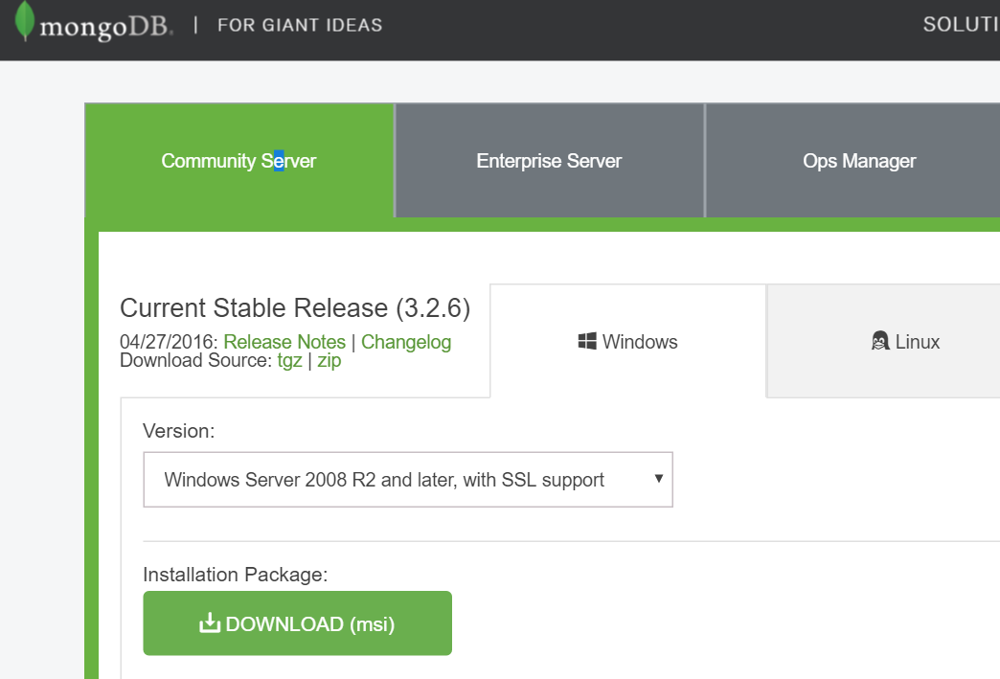 mongoDB. | FOR GIANT IDEAS
SOLUTI
Community Server
Enterprise Server
Ops Manager
Current Stable Release (3.2.6)
04/27/2016: Release Notes | Changelog
Download Source: tgz | zip
Windows
Linux
Version:
Windows Server 2008 R2 and later, with SSL support
Installation Package:
DOWNLOAD (msi)